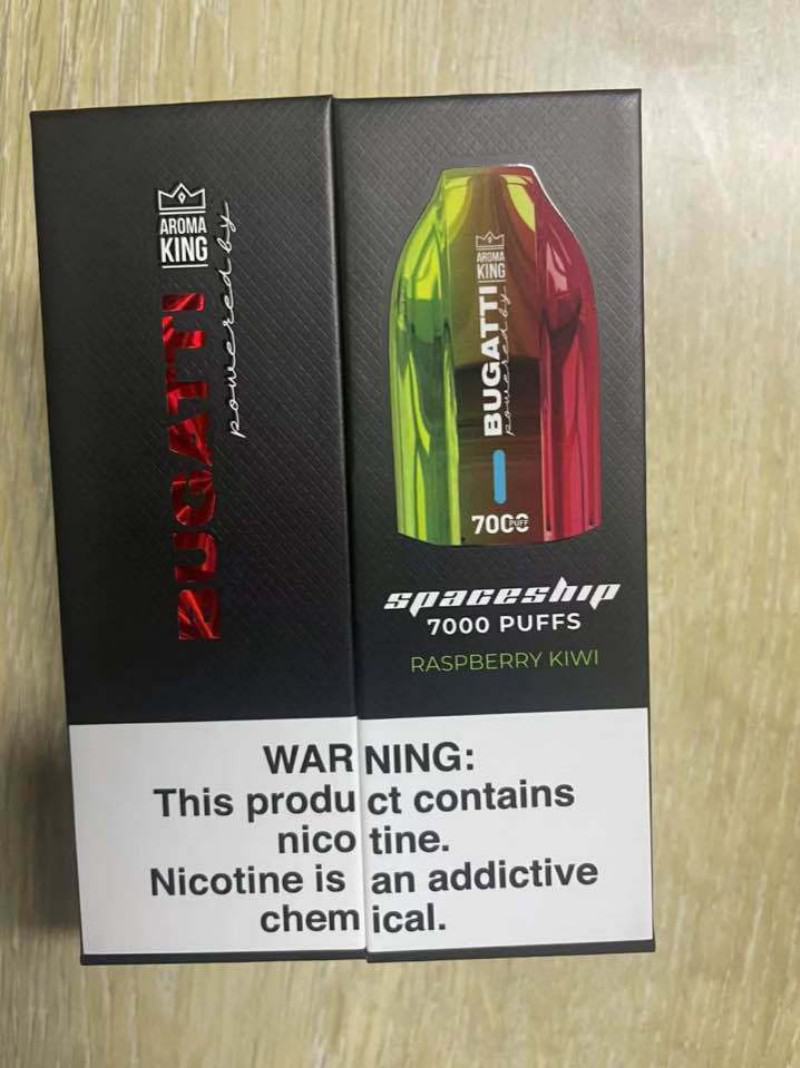 AROMA
KING
BUGATTI
powered by
AROMA
KING
BUGATTI
powered by
7000
PUFF
spaceship
7000 PUFFS
RASPBERRY KIWI
WARNING:
This product contains
nicotine.
Nicotine is an addictive
chemical.